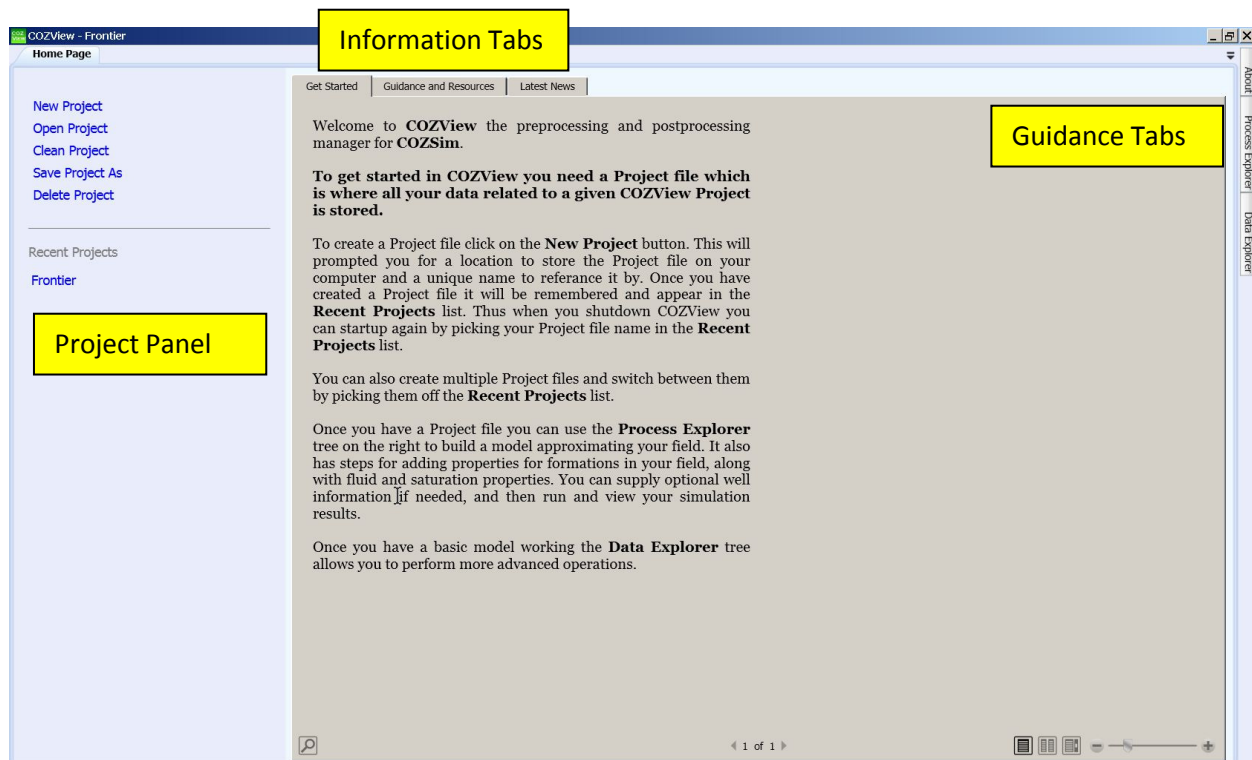 Information Tabs
COZ View
COZView - Frontier
Home Page
Get Started
Guidance and Resources
Latest News
About
Process Explorer
Data Explorer
New Project
Open Project
Clean Project
Save Project As
Delete Project
Recent Projects
Frontier
Project Panel
Guidance Tabs
Welcome to COZView the preprocessing and postprocessing
manager for COZSim.
To get started in COZView you need a Project file which
is where all your data related to a given COZView Project
is stored.
To create a Project file click on the New Project button. This will
prompted you for a location to store the Project file on your
computer and a unique name to referance it by. Once you have
created a Project file it will be remembered and appear in the
Recent Projects list. Thus when you shutdown COZView you
can startup again by picking your Project file name in the Recent
Projects list.
You can also create multiple Project files and switch between them
by picking them off the Recent Projects list.
Once you have a Project file you can use the Process Explorer
tree on the right to build a model approximating your field. It also
has steps for adding properties for formations in your field, along
with fluid and saturation properties. You can supply optional well
information if needed, and then run and view your simulation
results.
Once you have a basic model working the Data Explorer tree
allows you to perform more advanced operations.
1 of 1